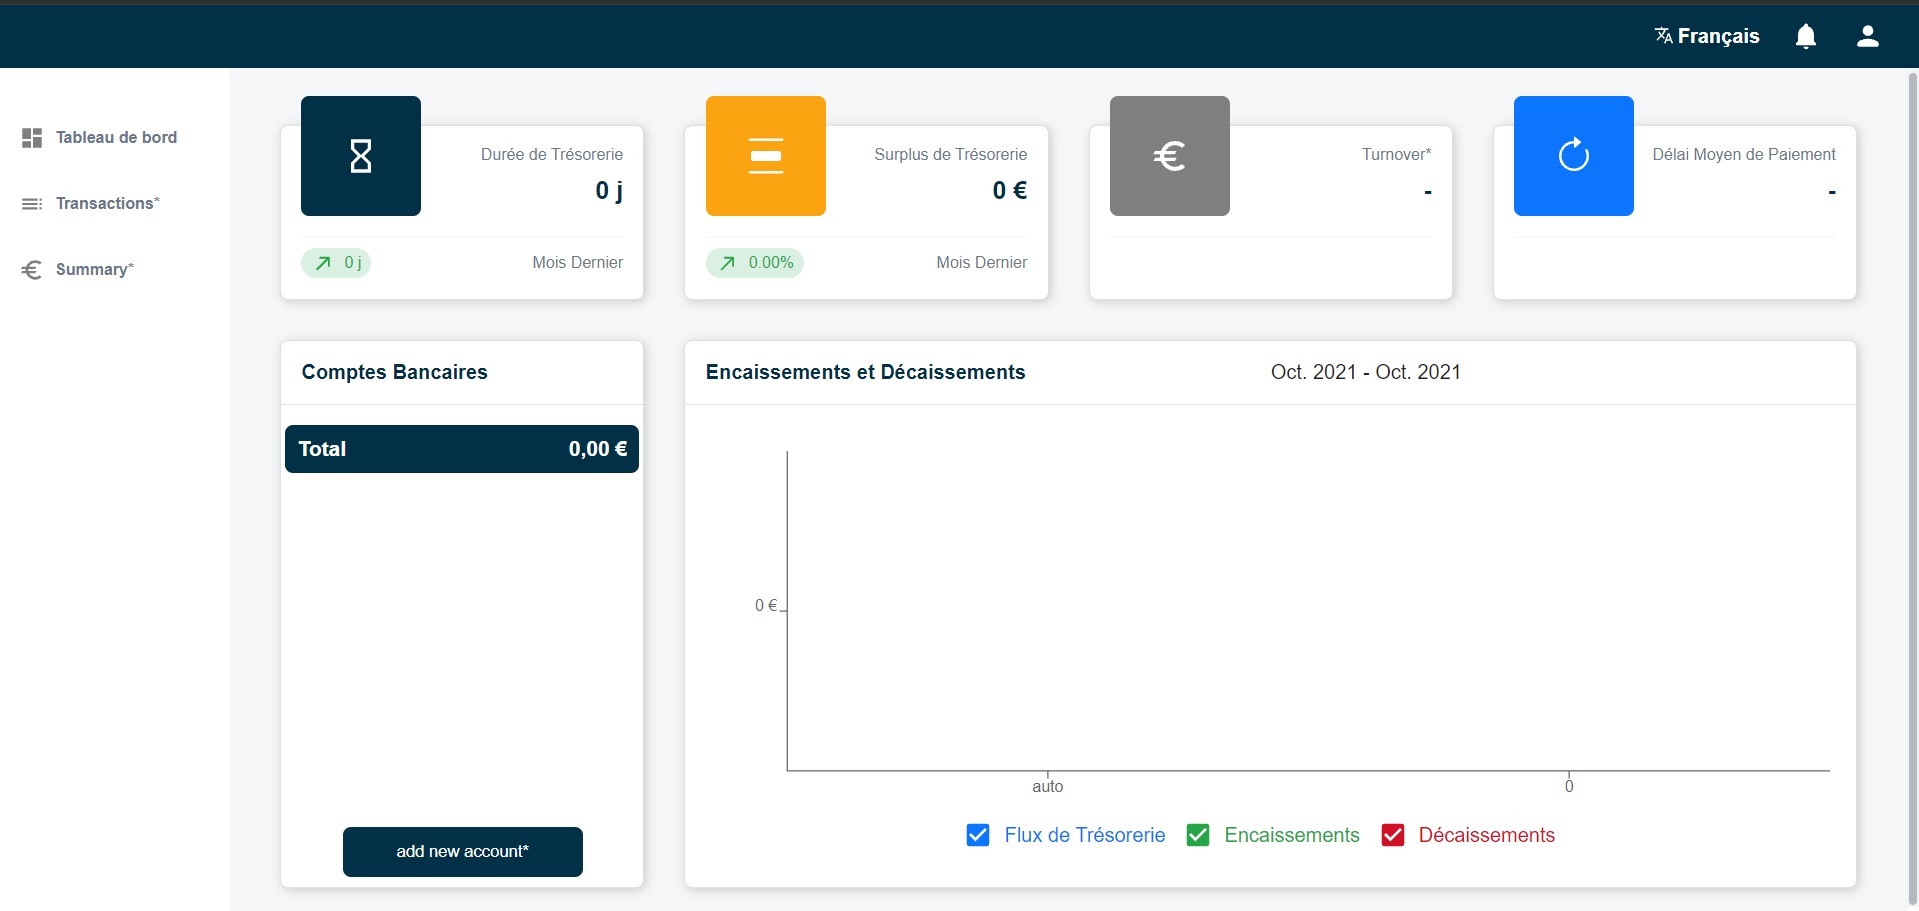 Français
Tableau de bord
Transactions*
Summary*
Durée de Trésorerie
0 j
0 j
Mois Dernier
Surplus de Trésorerie
0 €
0.00%
Mois Dernier
Turnover*
-
Délai Moyen de Paiement
-
Comptes Bancaires
Total 0,00 €
add new account*
Encaissements et Décaissements Oct. 2021 - Oct. 2021
0 €
auto 0
Flux de Trésorerie Encaissements Décaissements